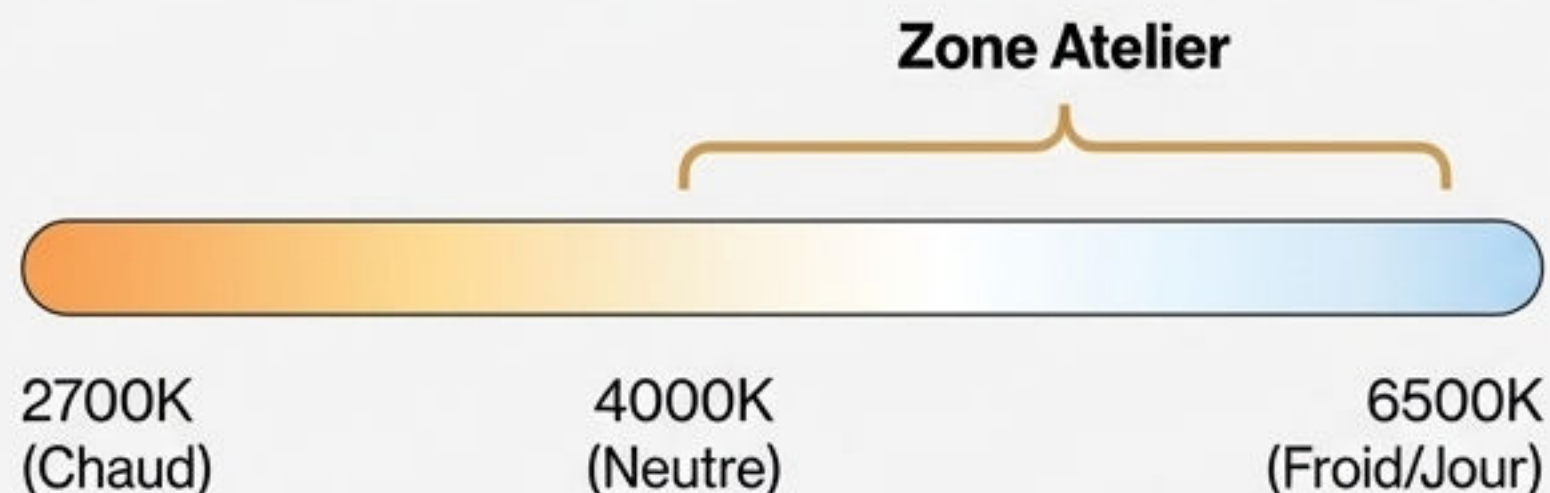 Zone Atelier
2700K
(Chaud)
4000K
(Neutre)
6500K
(Froid/Jour)